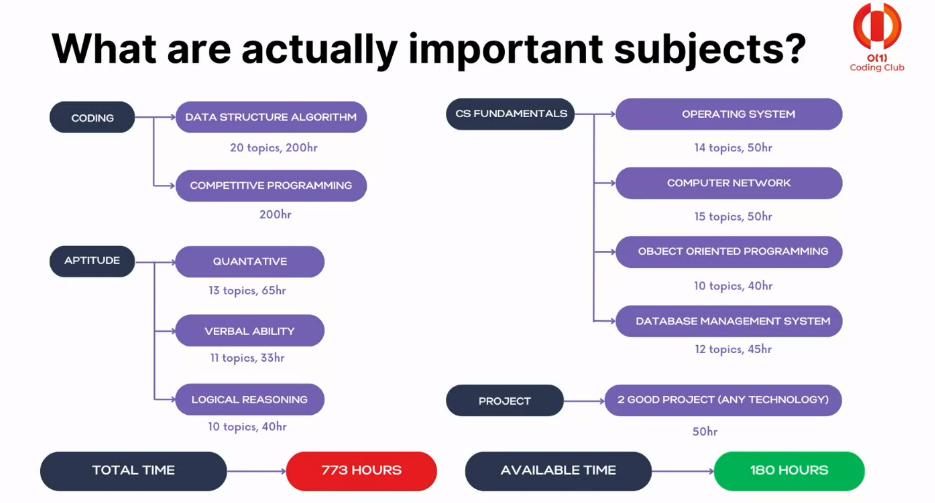 What are actually important subjects?
O(1)
Coding Club
CODING
DATA STRUCTURE ALGORITHM
20 topics, 200hr
COMPETITIVE PROGRAMMING
200hr
APTITUDE
QUANTATIVE
13 topics, 65hr
VERBAL ABILITY
11 topics, 33hr
LOGICAL REASONING
10 topics, 40hr
CS FUNDAMENTALS
OPERATING SYSTEM
14 topics, 50hr
COMPUTER NETWORK
15 topics, 50hr
OBJECT ORIENTED PROGRAMMING
10 topics, 40hr
DATABASE MANAGEMENT SYSTEM
12 topics, 45hr
PROJECT
2 GOOD PROJECT (ANY TECHNOLOGY)
50hr
TOTAL TIME
773 HOURS
AVAILABLE TIME
180 HOURS